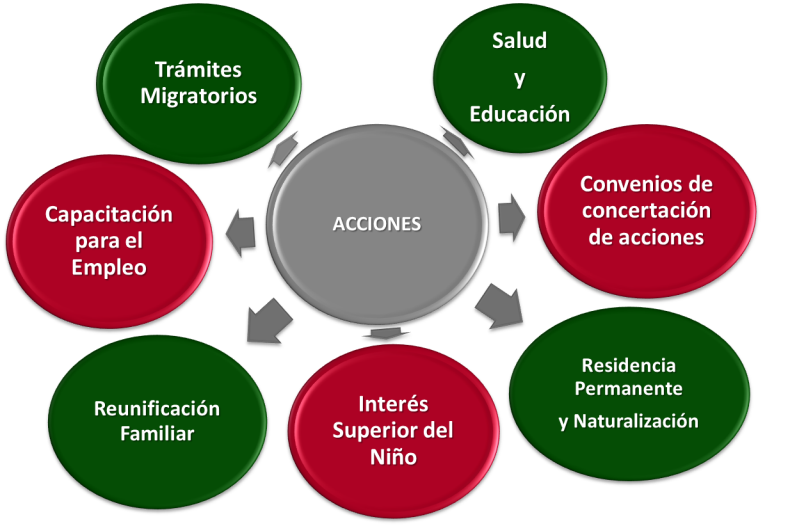 Trámites
Migratorios
Salud
y
Educación
Capacitación
para el
Empleo
ACCIONES
Convenios de
concertación
de acciones
Reunificación
Familiar
Interés
Superior del
Niño
Residencia
Permanente
y Naturalización